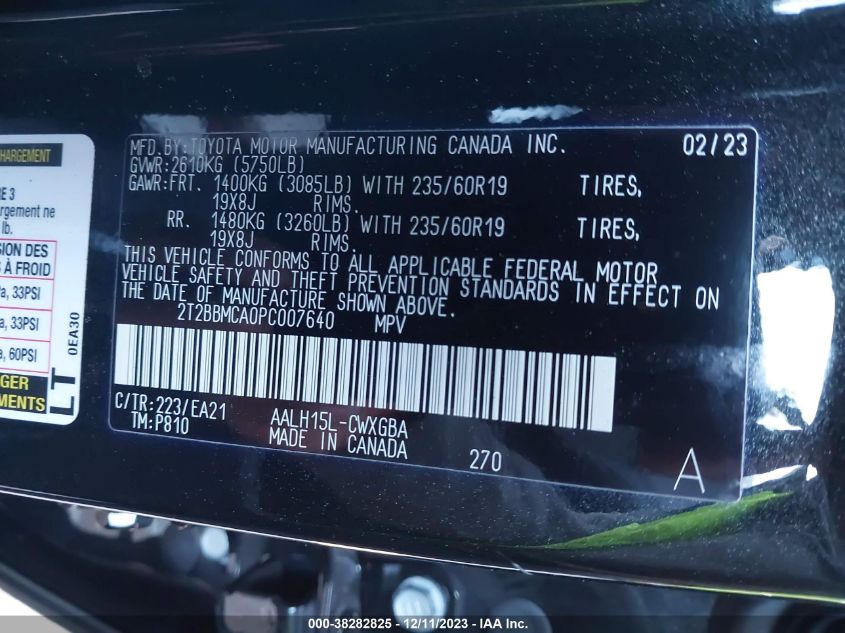 HARGEMENT
E 3
argement ne
lb.
SION DES
S À FROID
a, 33PSI
a, 33PSI
a, 60PSI
GER
EMENTS
LT
0EA30
MFD.BY:TOYOTA MOTOR MANUFACTURING CANADA INC. 02/23
GVWR:2610KG (5750LB)
GAWR:FRT. 1400KG (3085LB) WITH 235/60R19 TIRES,
19X8J RIMS.
RR. 1480KG (3260LB) WITH 235/60R19 TIRES,
19X8J RIMS.
THIS VEHICLE CONFORMS TO ALL APPLICABLE FEDERAL MOTOR
VEHICLE SAFETY AND THEFT PREVENTION STANDARDS IN EFFECT ON
THE DATE OF MANUFACTURE SHOWN ABOVE.
2T2BBMCA0PC007640 MPV
C/TR:223/EA21 AALH15L-CWXGBA
TM:P810 MADE IN CANADA 270 A
000-38282825 - 12/11/2023 - IAA Inc.